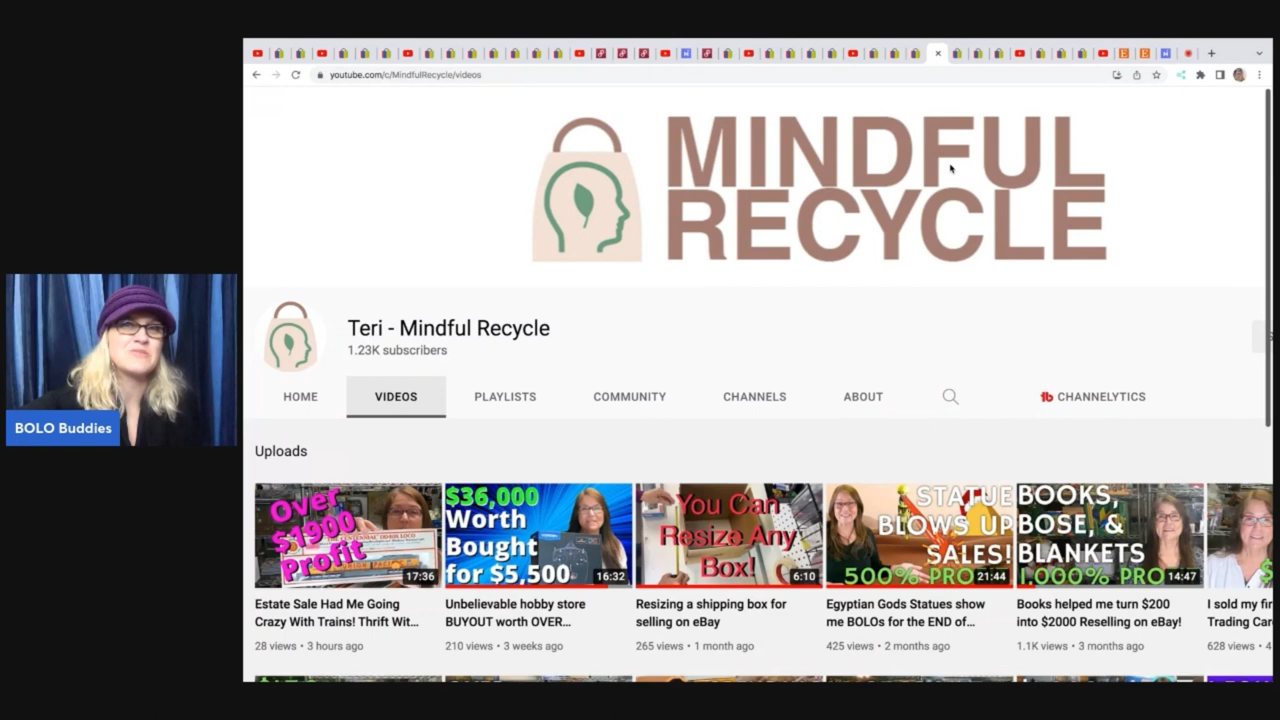 youtube.com/c/MindfulRecycle/videos
MINDFUL
RECYCLE
Teri - Mindful Recycle
1.23K subscribers
HOME
VIDEOS
PLAYLISTS
COMMUNITY
CHANNELS
ABOUT
tb CHANNELYTICS
BOLO Buddies
Uploads
Over
$1900
Profit
17:36
$36,000
Worth
Bought
for $5,500
16:32
You Can
Resize Any
Box!
6:10
STATUE
BLOWS UP
SALES!
500% PRO
21:44
BOOKS,
BOSE, &
BLANKETS
1,000% PRO
14:47
Estate Sale Had Me Going
Crazy With Trains! Thrift Wit...
28 views • 3 hours ago
Unbelievable hobby store
BUYOUT worth OVER...
210 views • 3 weeks ago
Resizing a shipping box for
selling on eBay
265 views • 1 month ago
Egyptian Gods Statues show
me BOLOs for the END of...
425 views • 2 months ago
Books helped me turn $200
into $2000 Reselling on eBay!
1.1K views • 3 months ago
I sold my fir
Trading Car
628 views • 4